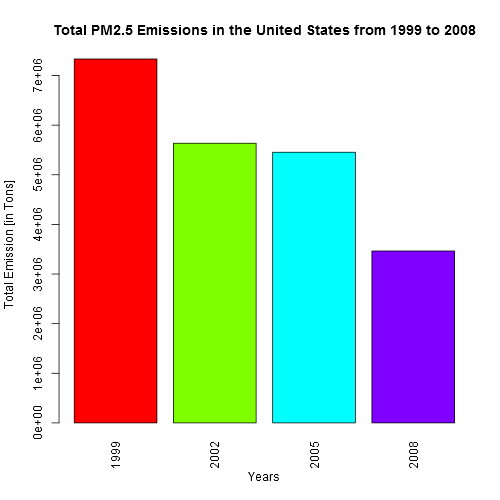 Total PM2.5 Emissions in the United States from 1999 to 2008
Total Emission [in Tons]
7e+06
6e+06
5e+06
4e+06
3e+06
2e+06
1e+06
0e+00
1999
2002
2005
2008
Years